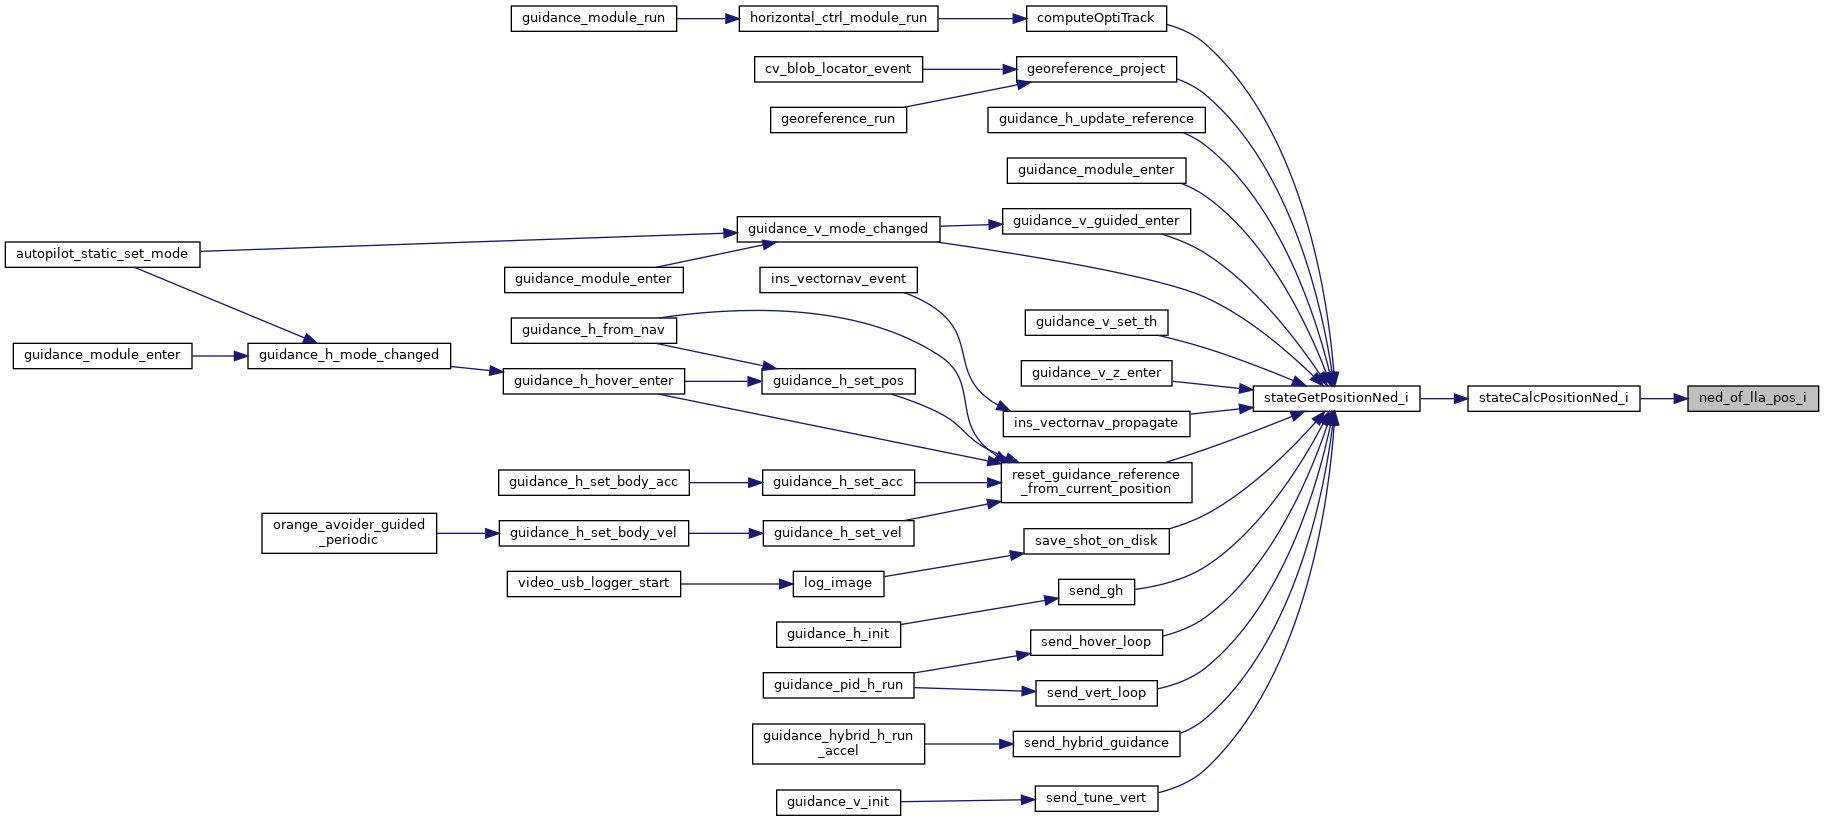 guidance_module_run
horizontal_ctrl_module_run
computeOptiTrack
cv_blob_locator_event
georeference_project
georeference_run
guidance_h_update_reference
guidance_module_enter
guidance_v_guided_enter
guidance_v_mode_changed
autopilot_static_set_mode
guidance_module_enter
ins_vectornav_event
guidance_v_set_th
guidance_h_from_nav
guidance_module_enter
guidance_h_mode_changed
guidance_h_hover_enter
guidance_h_set_pos
guidance_v_z_enter
stateGetPositionNed_i
stateCalcPositionNed_i
ned_of_lla_pos_i
ins_vectornav_propagate
reset_guidance_reference
_from_current_position
guidance_h_set_body_acc
guidance_h_set_acc
orange_avoider_guided
_periodic
guidance_h_set_body_vel
guidance_h_set_vel
save_shot_on_disk
video_usb_logger_start
log_image
send_gh
guidance_h_init
send_hover_loop
guidance_pid_h_run
send_vert_loop
guidance_hybrid_h_run
_accel
send_hybrid_guidance
guidance_v_init
send_tune_vert